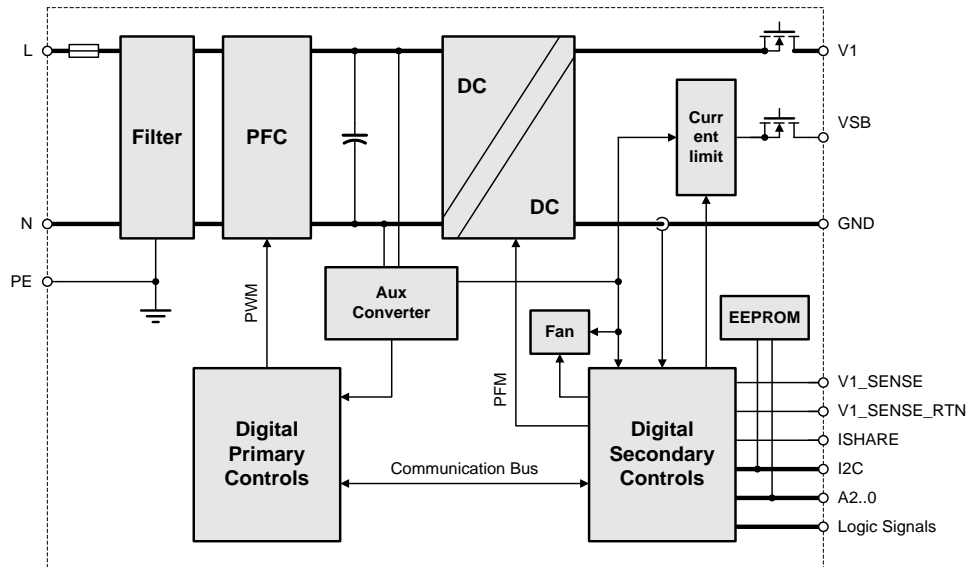 L
V1
DC
Curr
ent
limit
VSB
Filter
PFC
DC
N
GND
PE
PWM
Aux
Converter
Fan
EEPROM
PFM
V1_SENSE
V1_SENSE_RTN
Digital
Primary
Controls
Digital
Secondary
Controls
ISHARE
Communication Bus
I2C
A2..0
Logic Signals